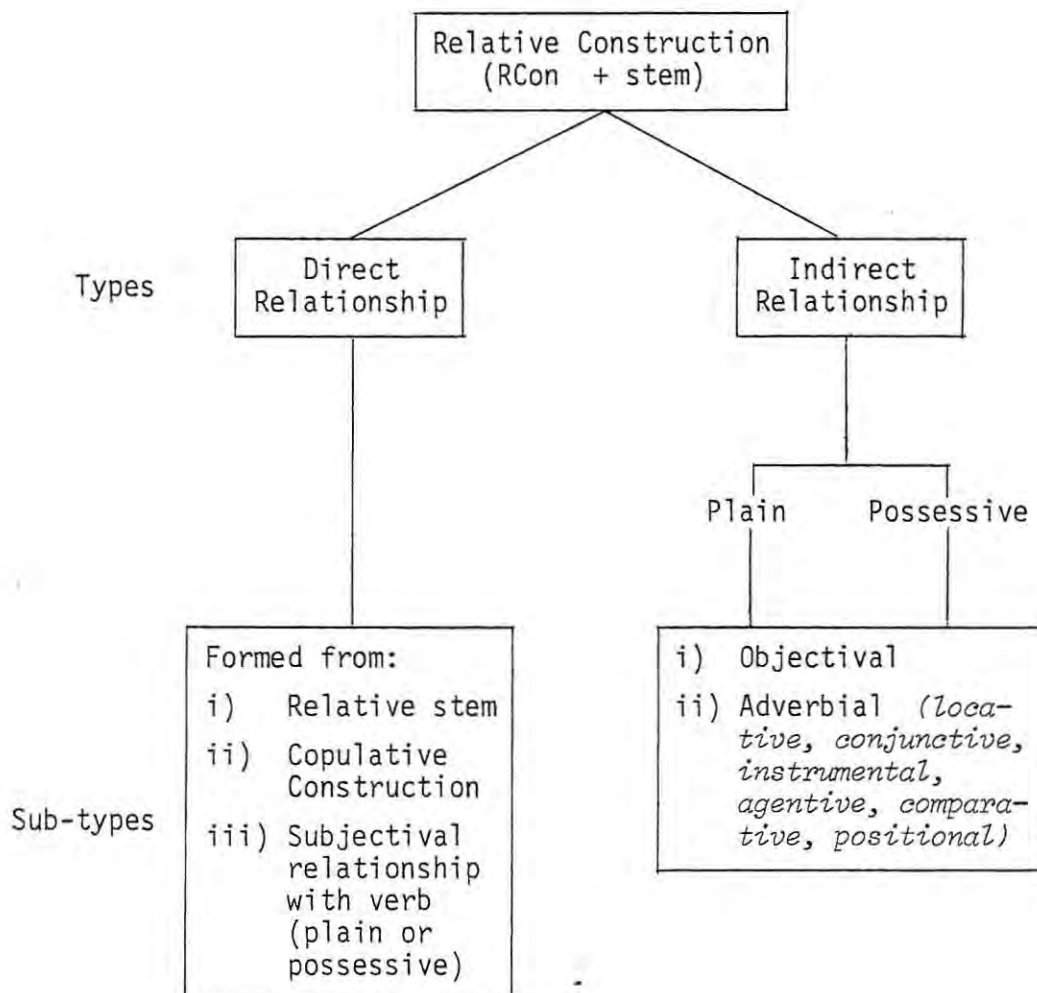 Relative Construction
(RCon + stem)
Types
Direct
Relationship
Indirect
Relationship
Plain
Possessive
Sub-types
Formed from:
i) Relative stem
ii) Copulative
Construction
iii) Subjectival
relationship
with verb
(plain or
possessive)
i) Objectival
ii) Adverbial (loca-
tive, conjunctive,
instrumental,
agentive, compara-
tive, positional)